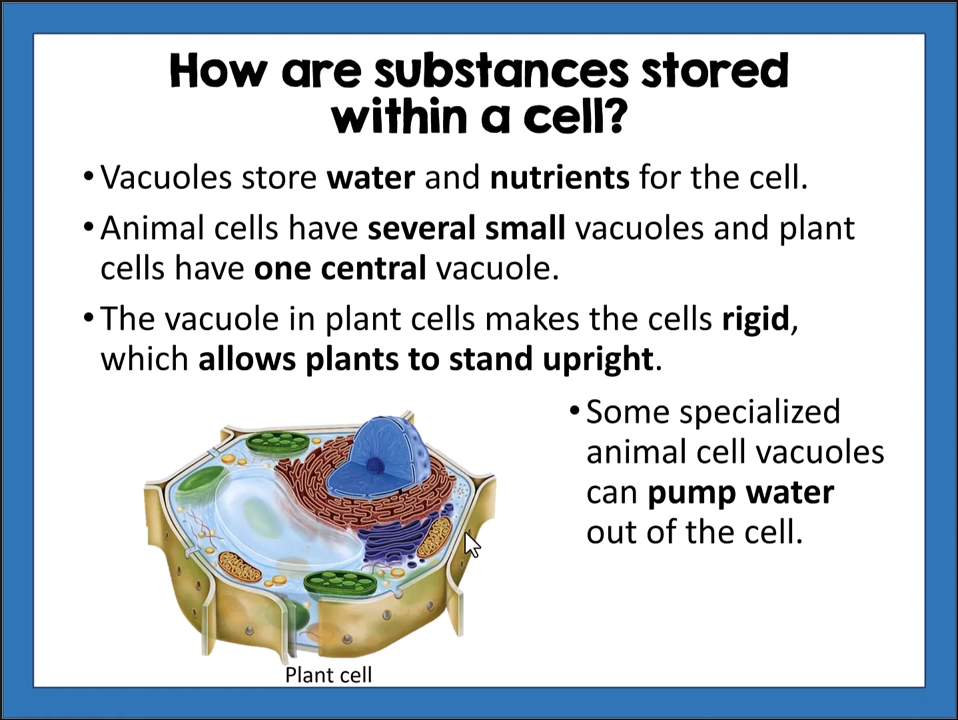 How are substances stored
within a cell?
• Vacuoles store water and nutrients for the cell.
• Animal cells have several small vacuoles and plant
cells have one central vacuole.
• The vacuole in plant cells makes the cells rigid,
which allows plants to stand upright.
• Some specialized
animal cell vacuoles
can pump water
out of the cell.
Plant cell